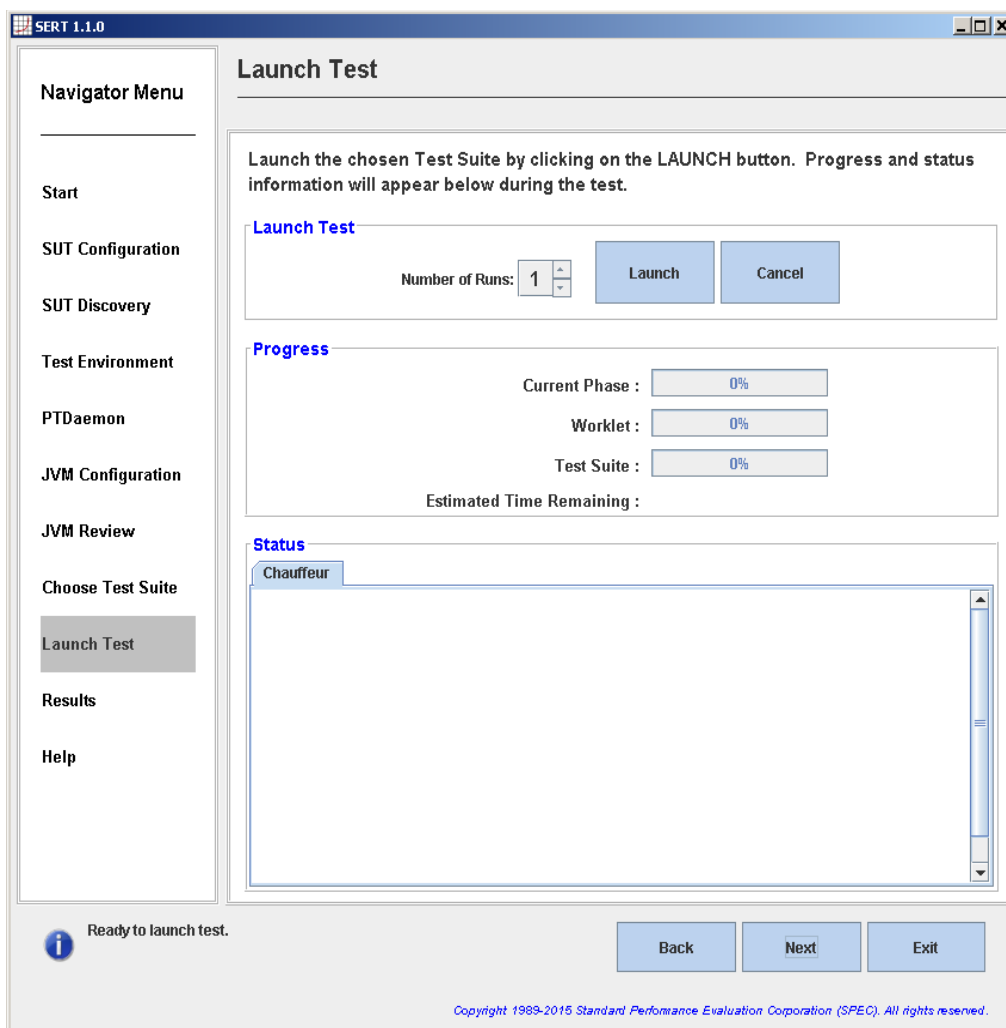 SERT 1.1.0
Navigator Menu
Start
SUT Configuration
SUT Discovery
Test Environment
PTDaemon
JVM Configuration
JVM Review
Choose Test Suite
Launch Test
Results
Help
Launch Test
Launch the chosen Test Suite by clicking on the LAUNCH button. Progress and status
information will appear below during the test.
Launch Test
Number of Runs: 1
Launch
Cancel
Progress
Current Phase : 0%
Worklet : 0%
Test Suite : 0%
Estimated Time Remaining :
Status
Chauffeur
Ready to launch test.
Back
Next
Exit
Copyright 1989-2015 Standard Performance Evaluation Corporation (SPEC). All rights reserved.